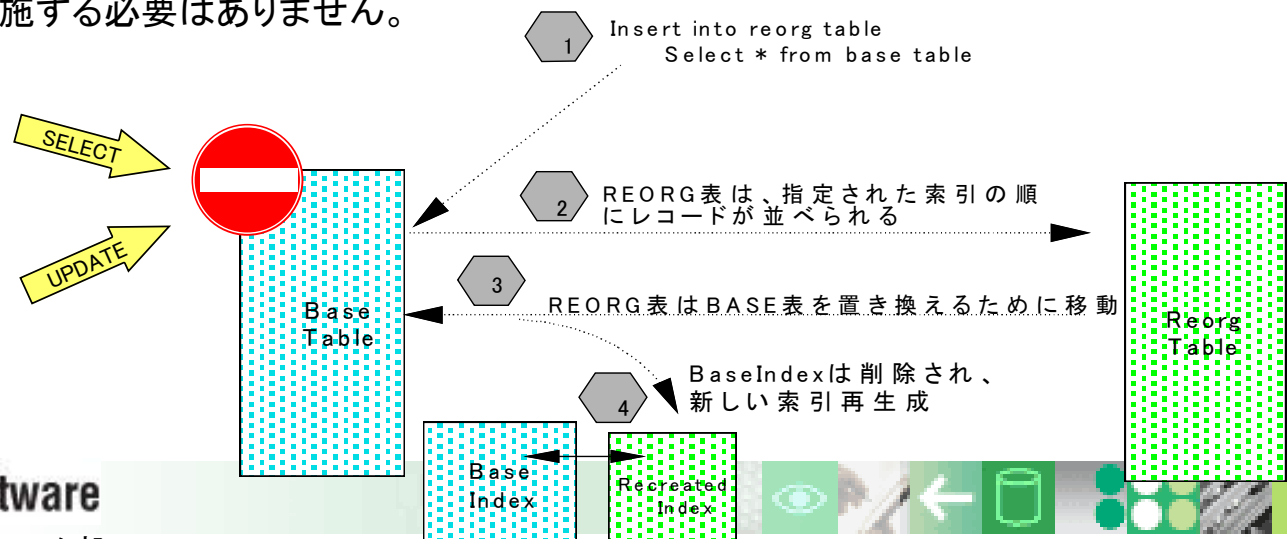 施する必要はありません。
1
Insert into reorg table
Select * from base table
SELECT
UPDATE
2
REORG表は、指定された索引の順
にレコードが並べられる
3
REORG表はBASE表を置き換えるために移動
Base
Table
Reorg
Table
4
BaseIndexは削除され、
新しい索引再生成
Base
Index
Recreated
Index
tware